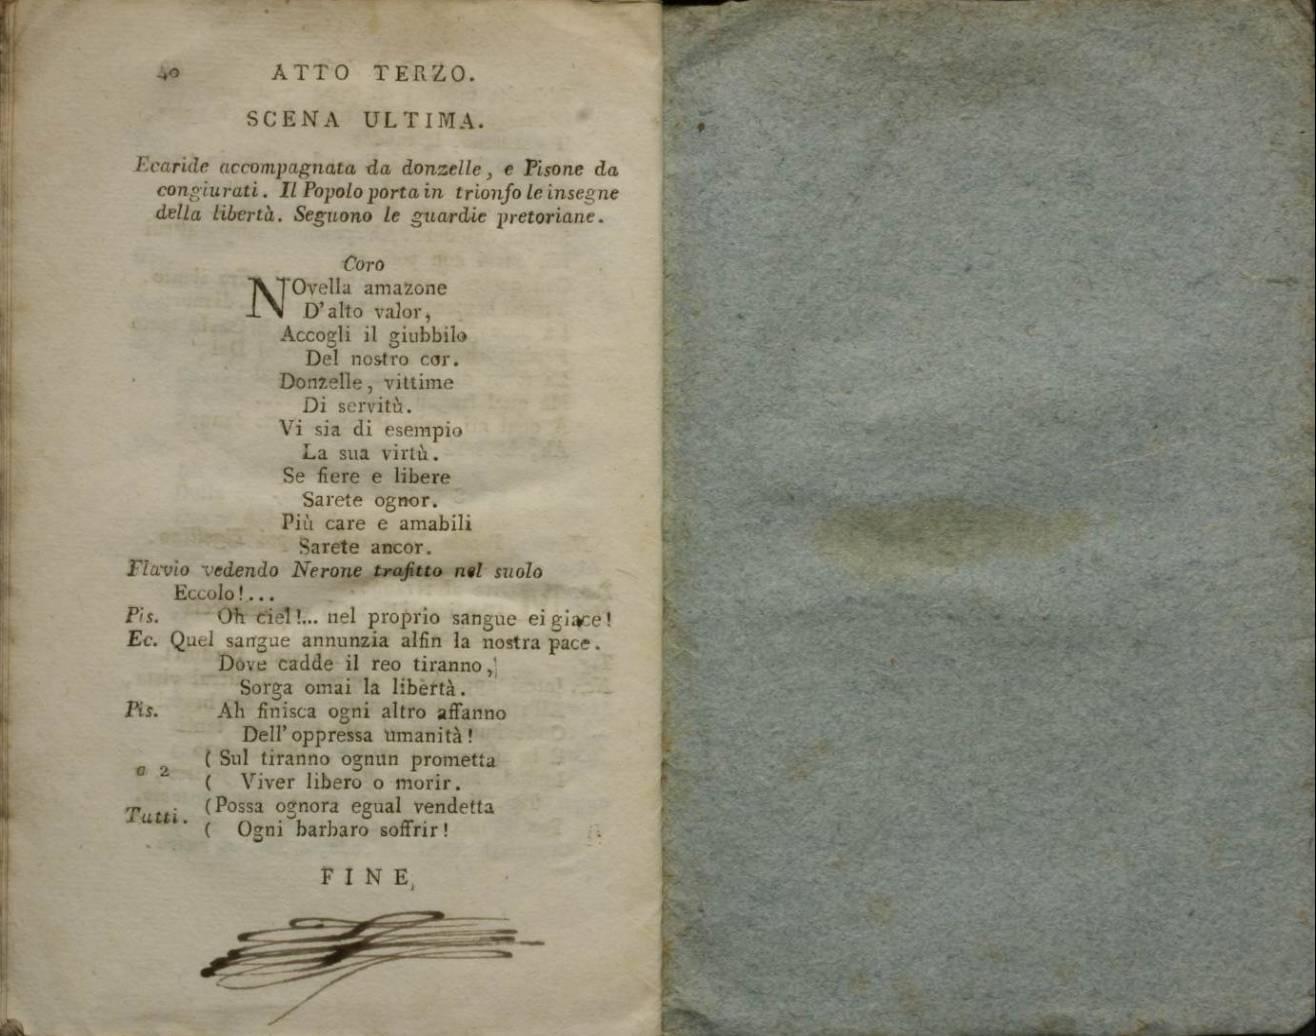 40 ATTO TERZO.
SCENA ULTIMA.
Ecaride accompagnata da donzelle, e Pisone da
congiurati. Il Popolo porta in trionfo le insegne
della libertà. Seguono le guardie pretoriane.
Coro
NOvella amazone
D'alto valor,
Accogli il giubbilo
Del nostro cor.
Donzelle, vittime
Di servitù.
Vi sia di esempio
La sua virtù.
Se fiere e libere
Sarete ognor.
Più care e amabili
Sarete ancor.
Flavio vedendo Nerone trafitto nel suolo
Eccolo!...
Pis. Oh ciel!... nel proprio sangue ei giace!
Ec. Quel sangue annunzia alfin la nostra pace.
Dove cadde il reo tiranno,
Sorga omai la libertà.
Pis. Ah finisca ogni altro affanno
Dell' oppressa umanità!
a 2 ( Sul tiranno ognun prometta
( Viver libero o morir.
Tutti. (Possa ognora egual vendetta
( Ogni barbaro soffrir!
FINE,